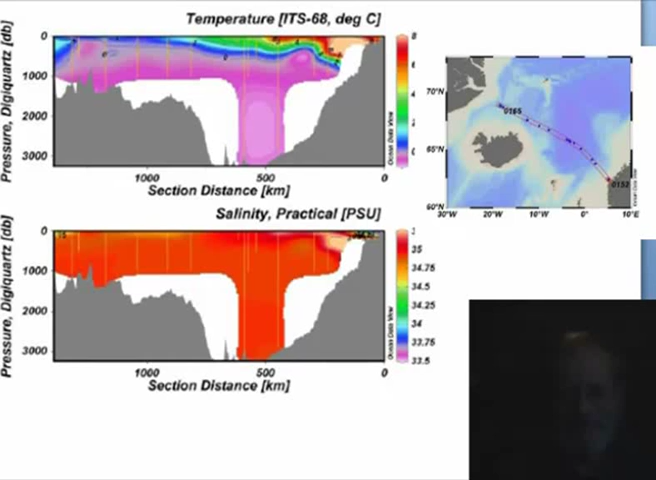 Temperature [ITS-68, deg C]
Pressure, Digiquartz [db]
0
1000
2000
3000
1000
500
0
Section Distance [km]
8
6
4
2
0
Ocean Data View
Salinity, Practical [PSU]
Pressure, Digiquartz [db]
0
1000
2000
3000
1000
500
0
Section Distance [km]
35
34.75
34.5
34.25
34
33.75
33.5
Ocean Data View
70°N
65°N
60°N
30°W
20°W
10°W
0°
10°E
0165
0152